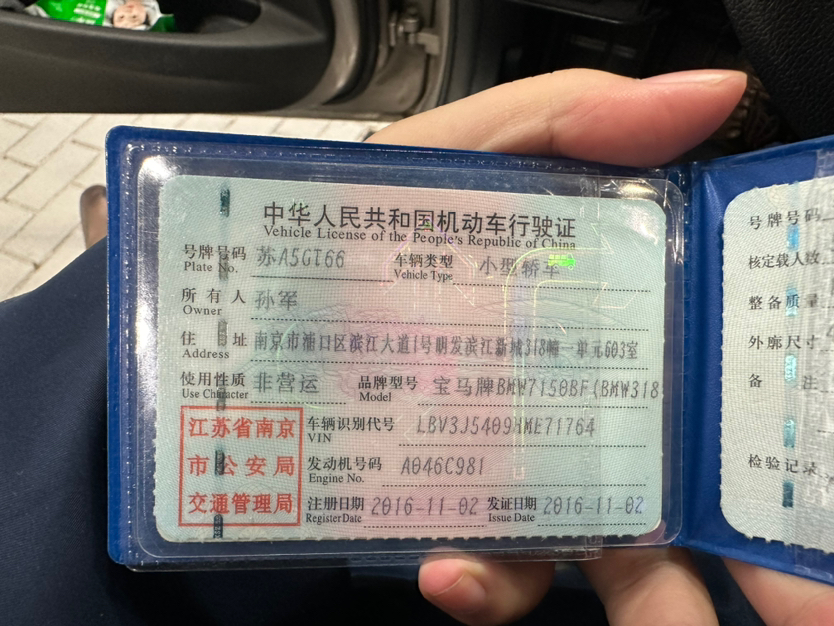 中华人民共和国机动车行驶证
Vehicle License of the People's Republic of China
号牌号码 苏A5GT66 车辆类型 小型轿车
Plate No. Vehicle Type
所有人 孙军
Owner
住址 南京市浦口区滨江大道1号明发滨江新城318幢一单元603室
Address
使用性质 非营运 品牌型号 宝马牌BMW7150BF(BMW318
Use Character Model
江苏省南京
市公安局
交通管理局
车辆识别代号
VIN
发动机号码 A046C981
Engine No.
注册日期 2016-11-02 发证日期 2016-11-02
Register Date Issue Date
号牌号码
核定载人数
整备质量
外廓尺寸
备注
检验记录